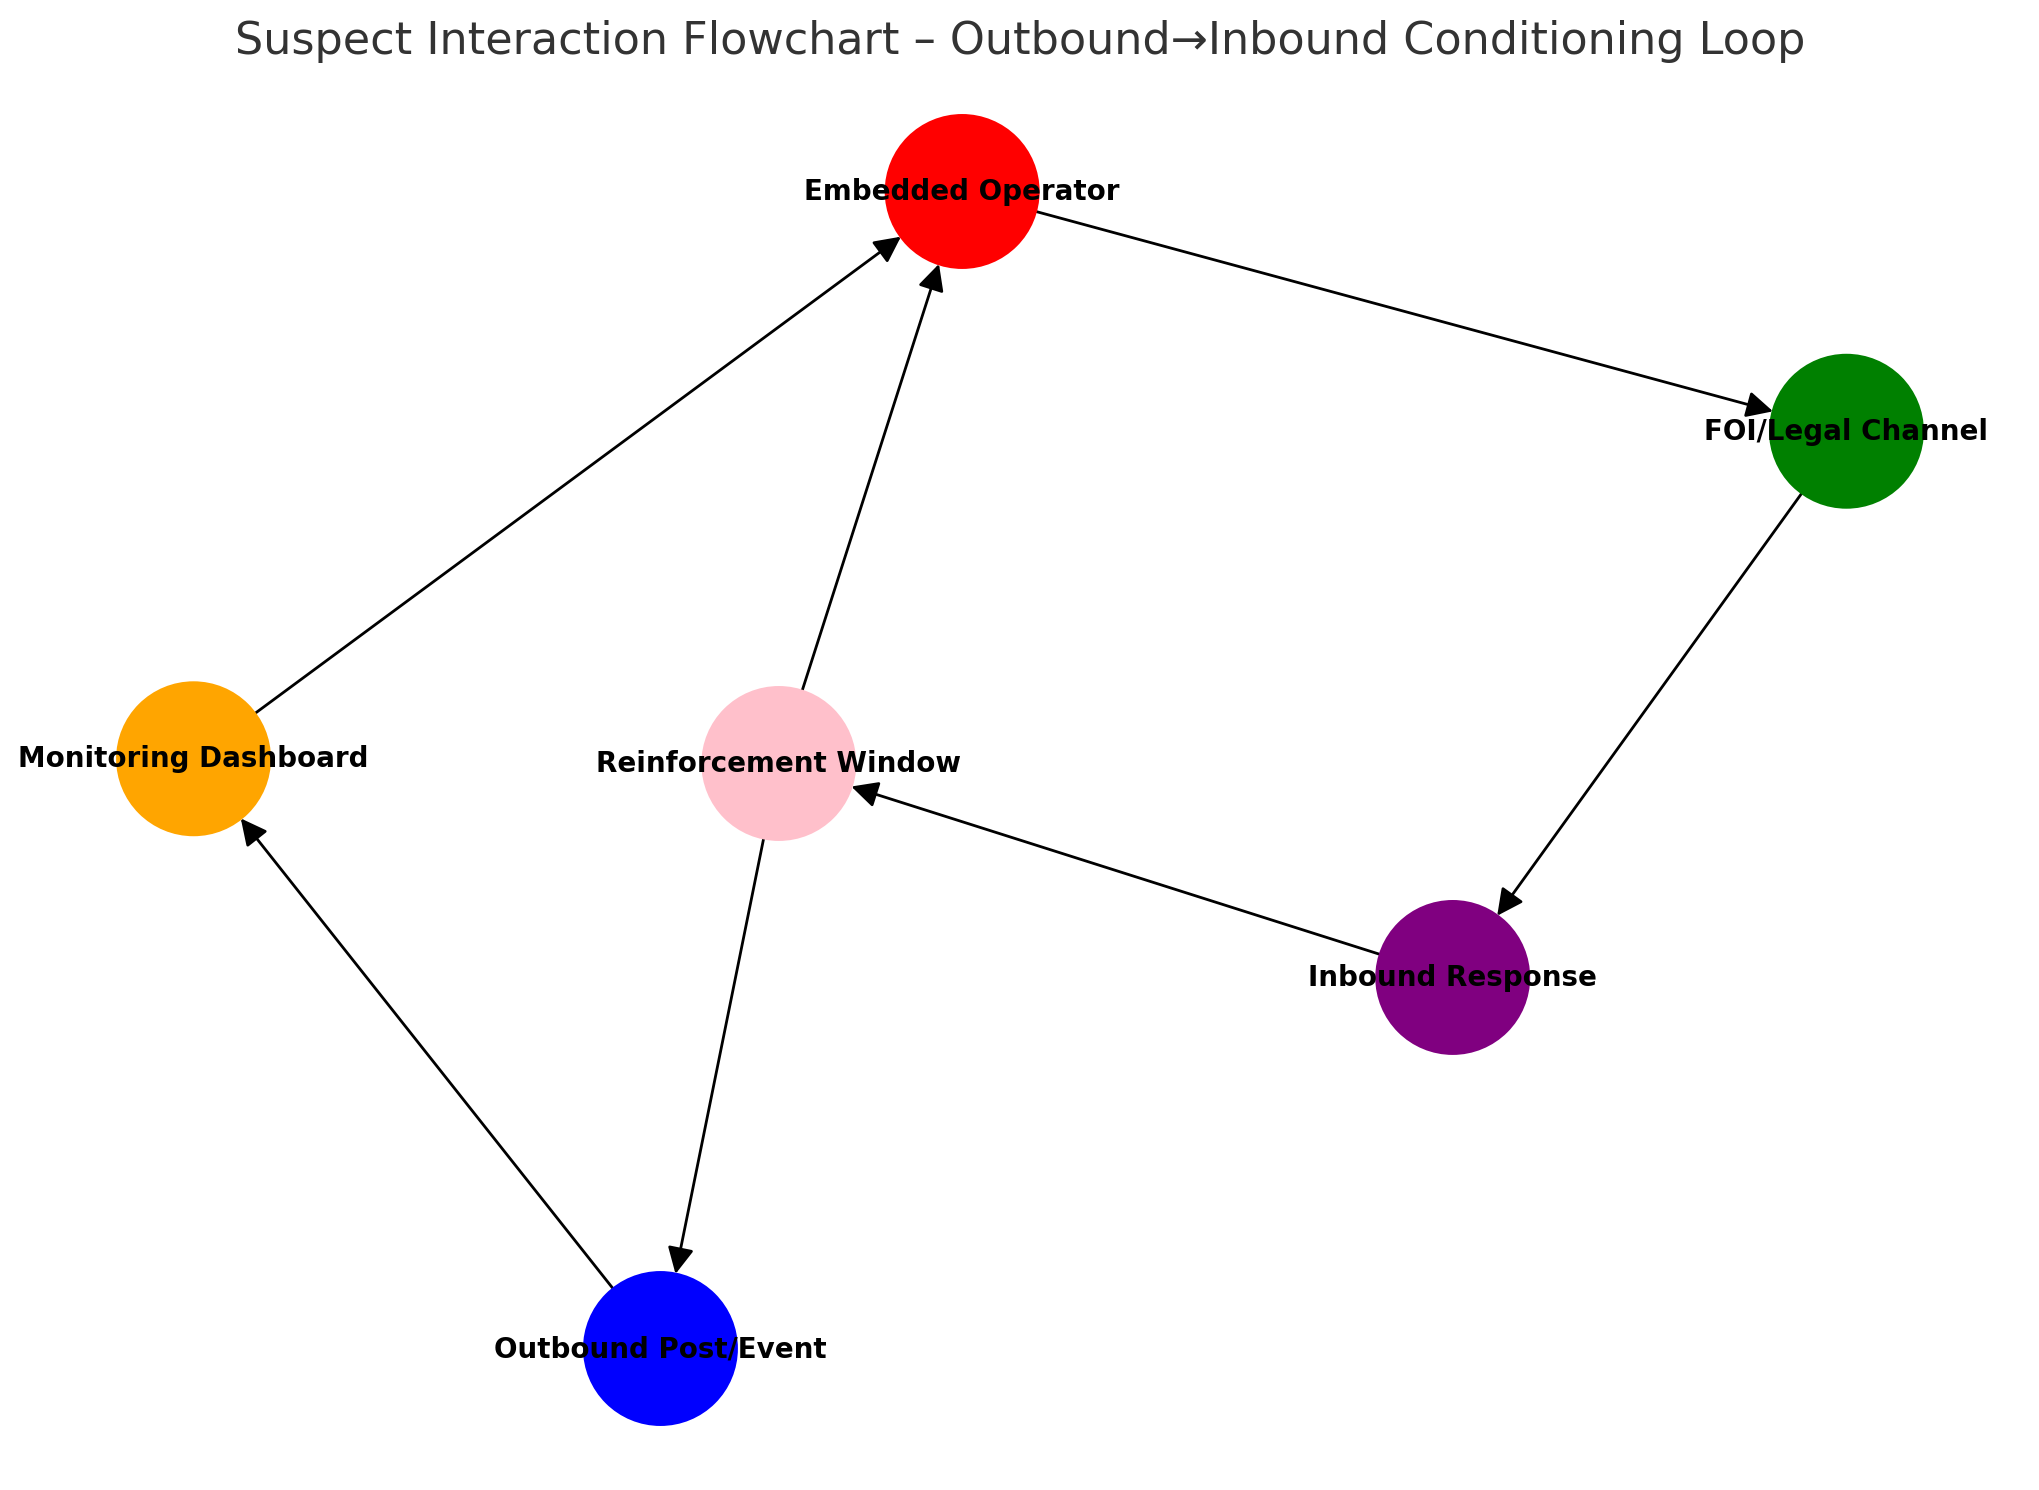 Suspect Interaction Flowchart – Outbound→Inbound Conditioning Loop
Embedded Operator
FOI/Legal Channel
Monitoring Dashboard
Reinforcement Window
Inbound Response
Outbound Post/Event